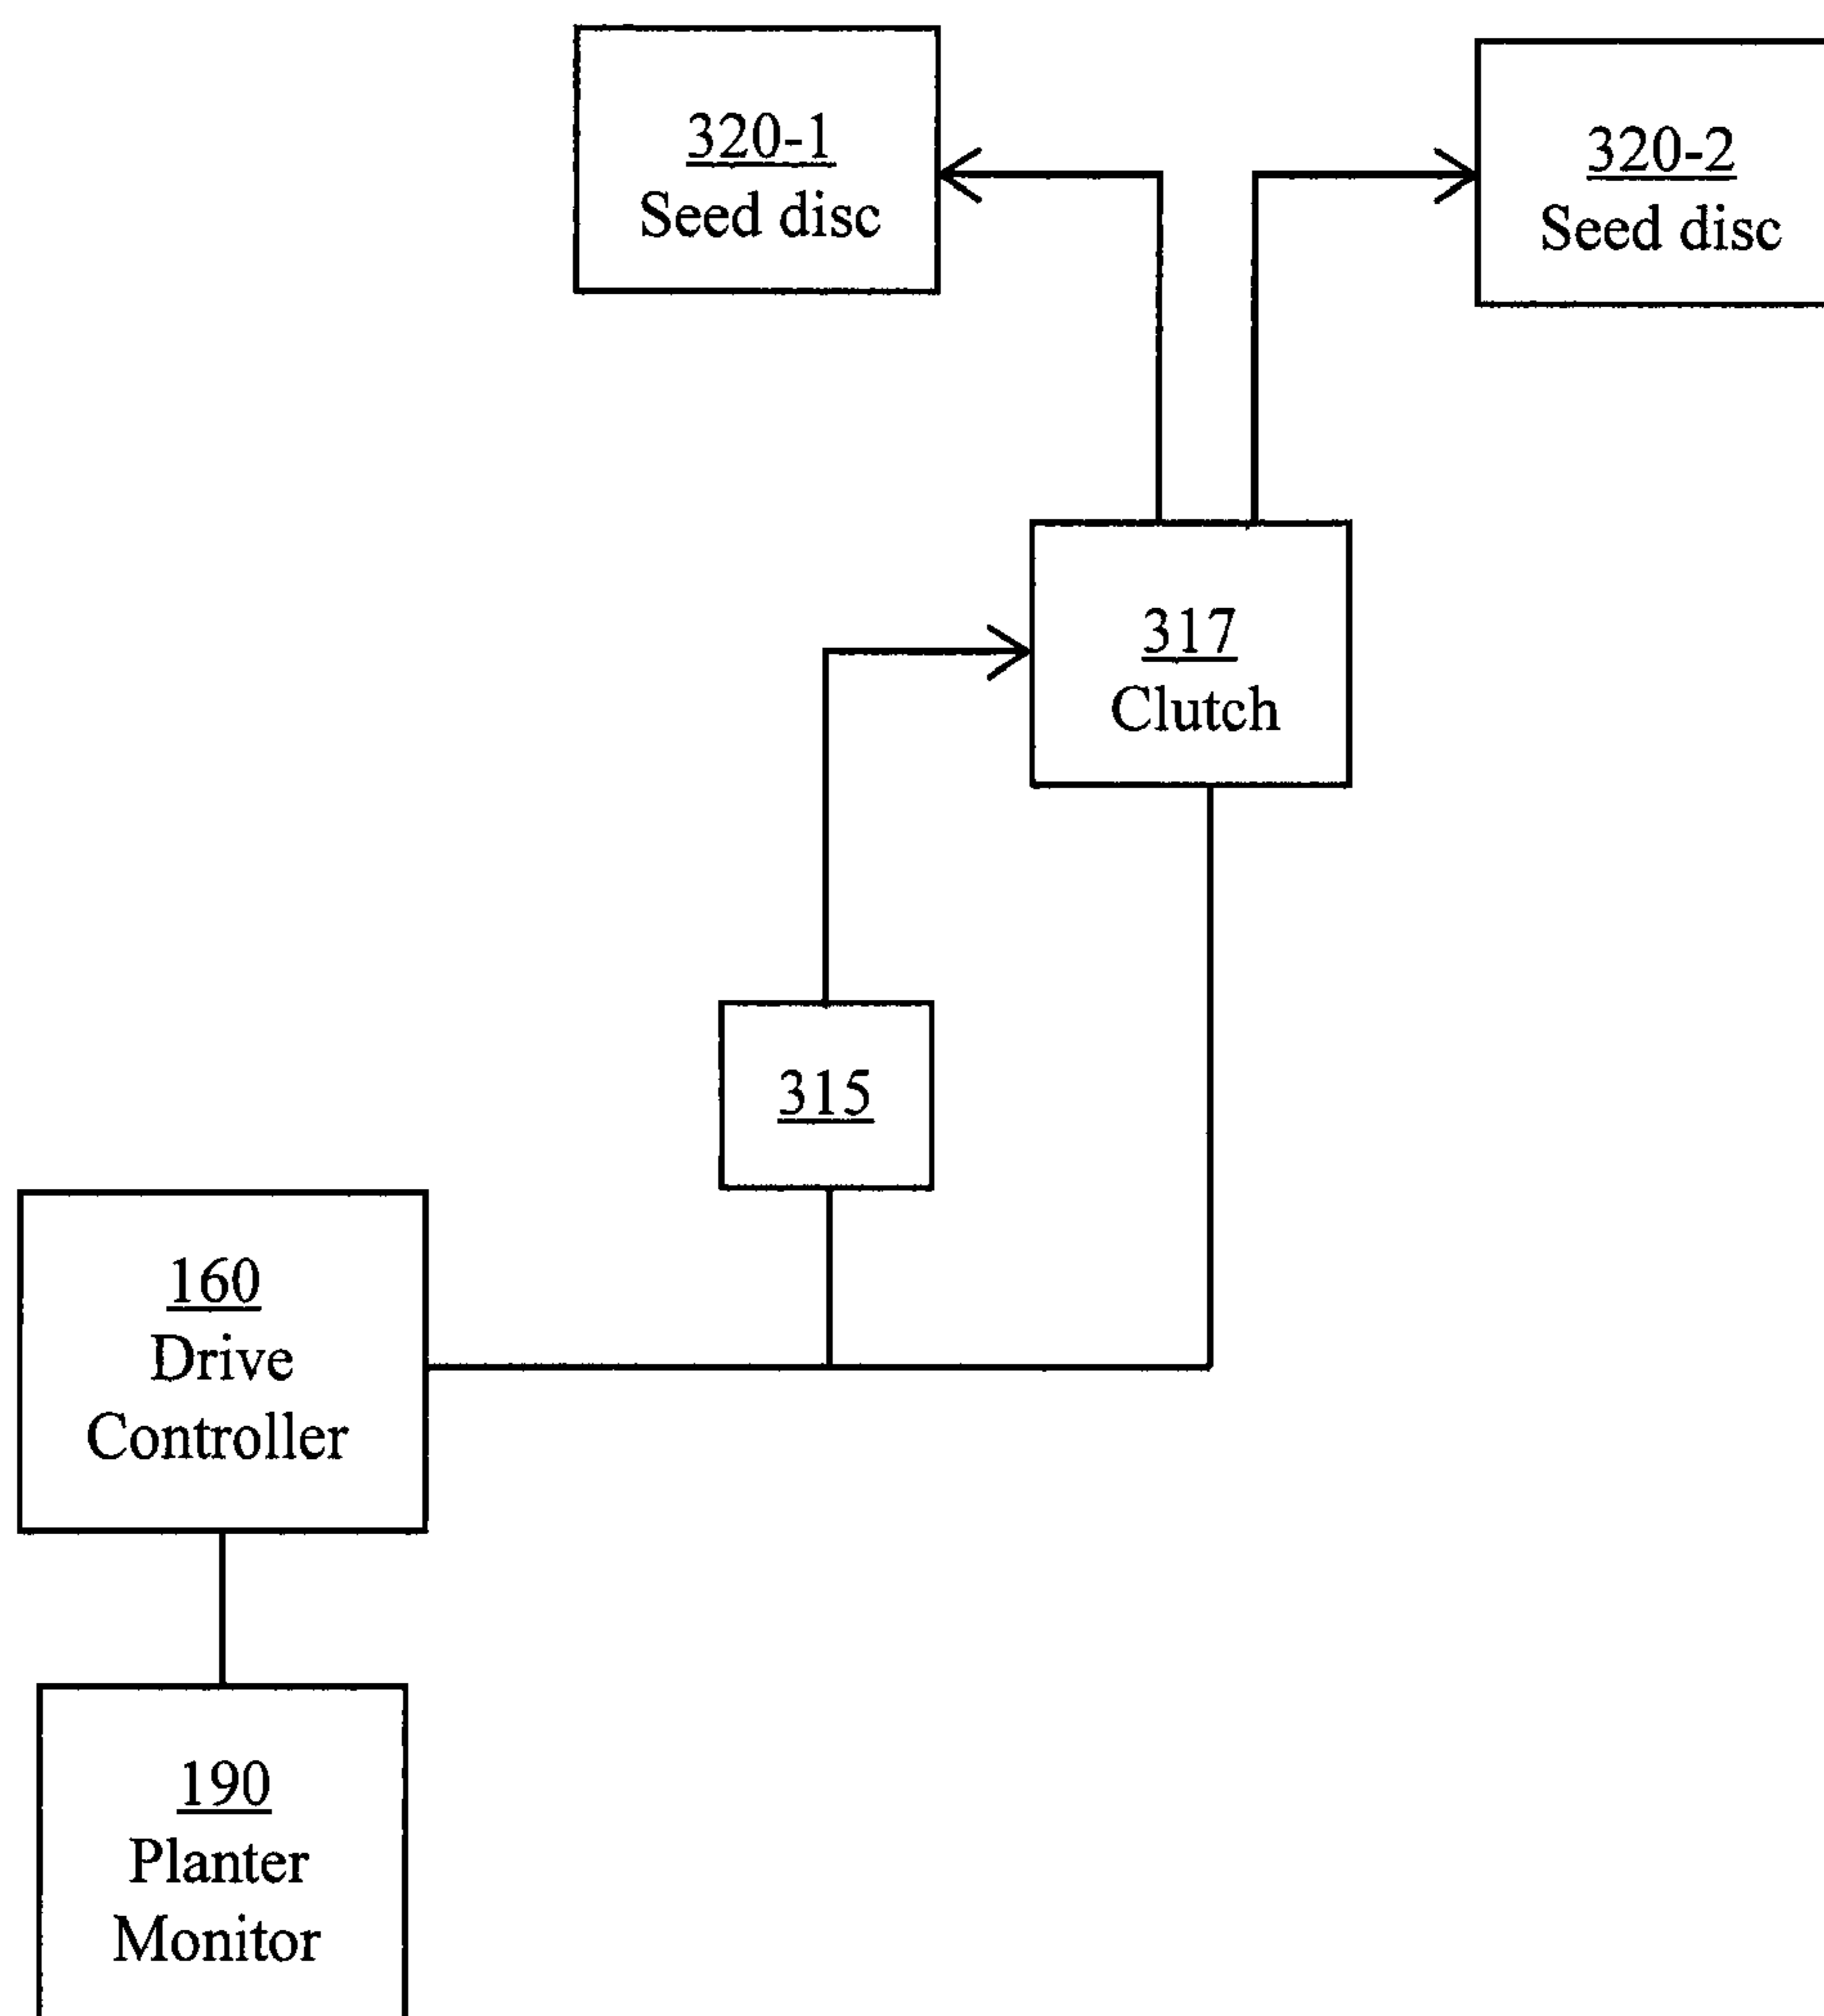 320-1
Seed disc
320-2
Seed disc
317
Clutch
315
160
Drive
Controller
190
Planter
Monitor